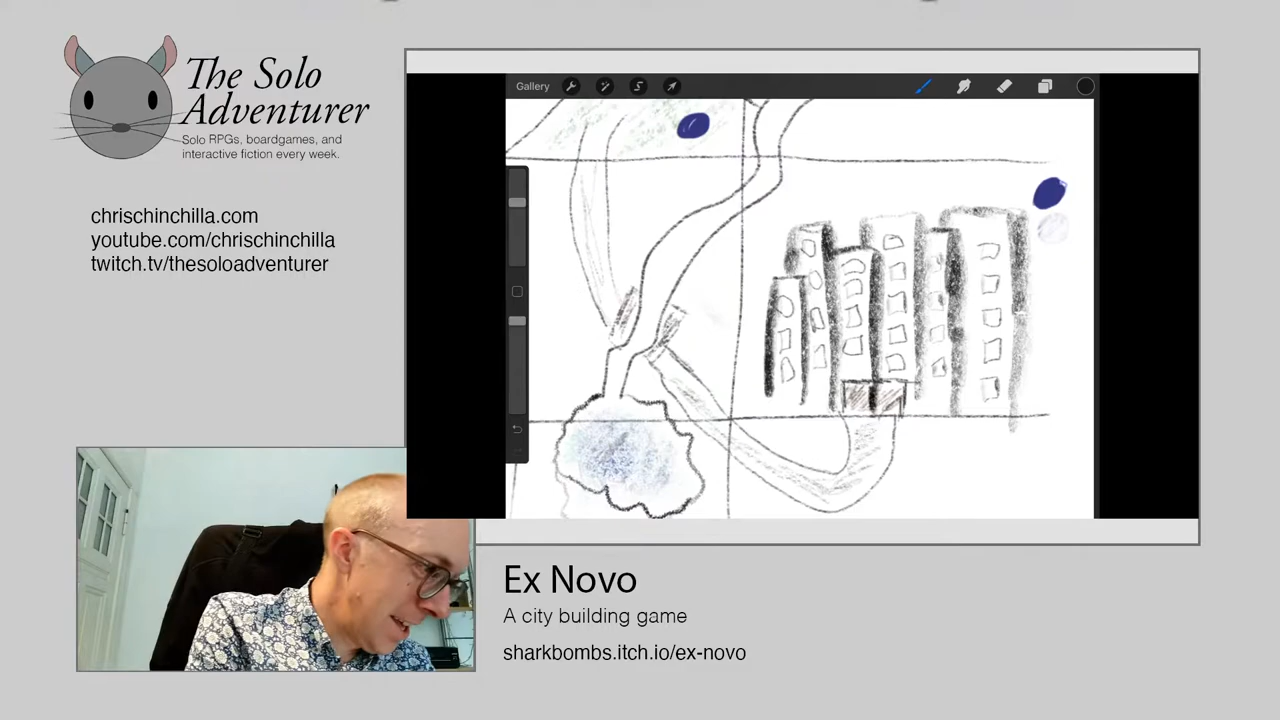 The Solo
Adventurer
Solo RPGs, boardgames, and
interactive fiction every week.
chrischinchilla.com
youtube.com/chrischinchilla
twitch.tv/thesoloadventurer
Gallery
Ex Novo
A city building game
sharkbombs.itch.io/ex-novo